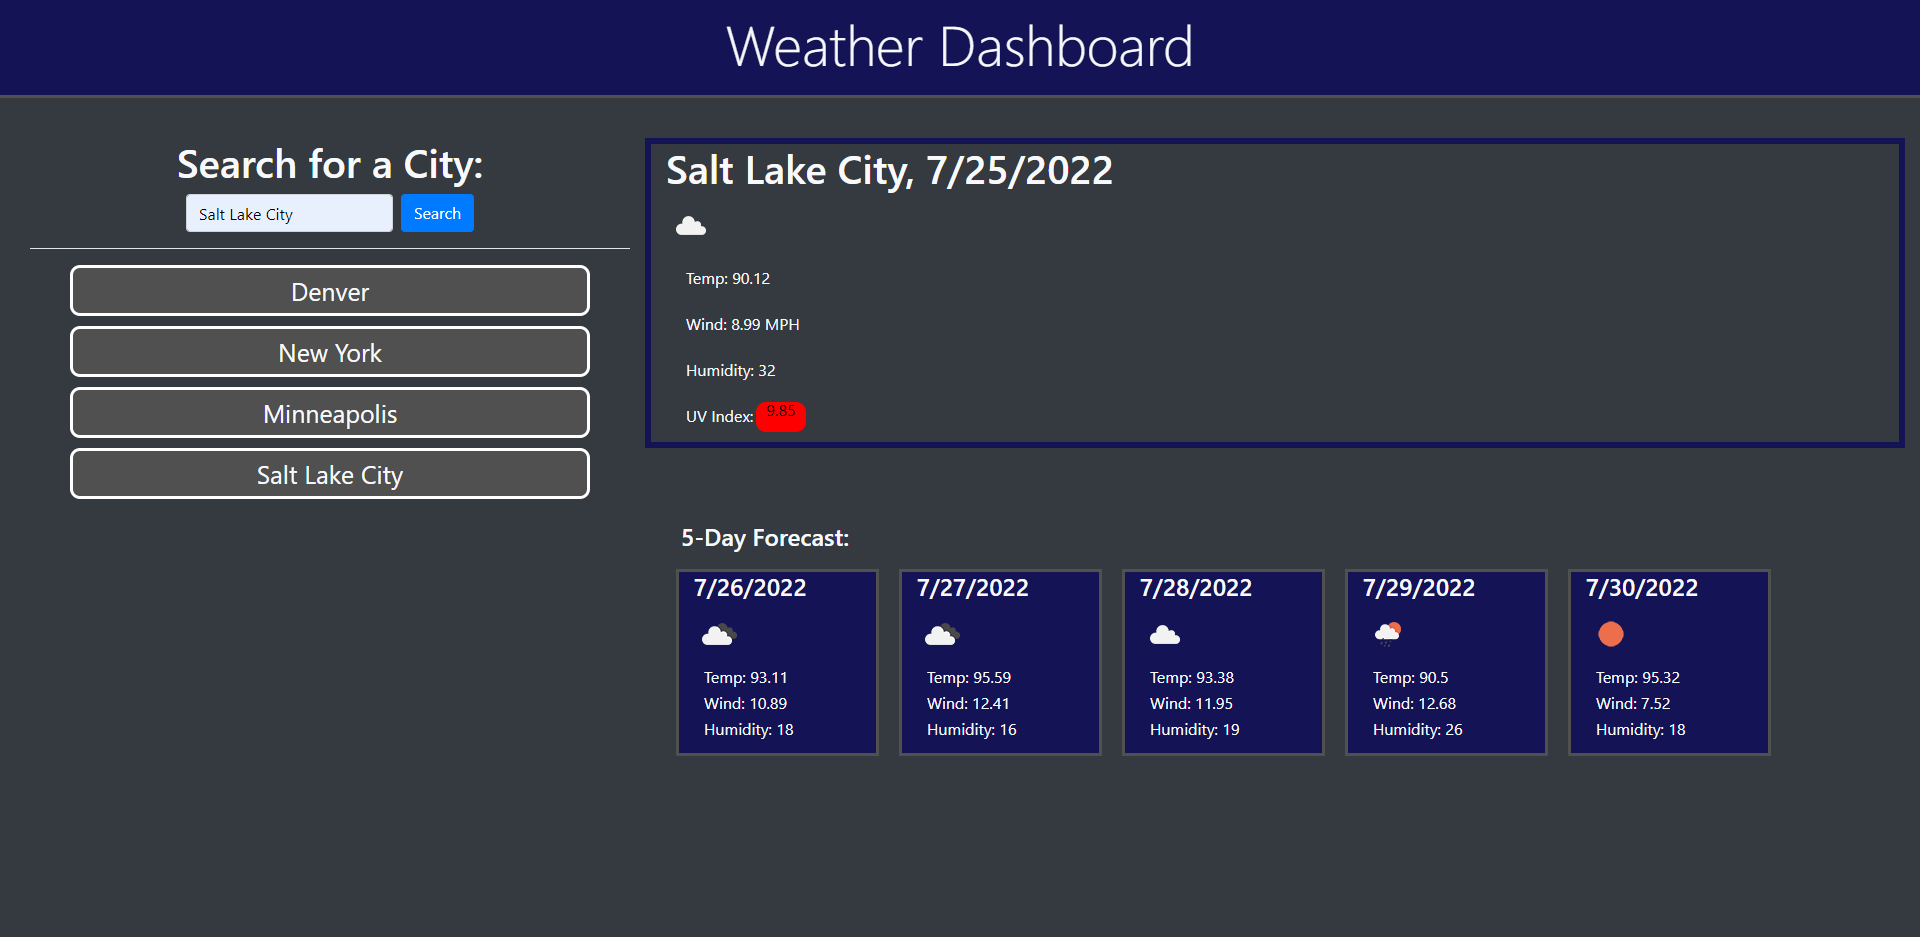 Weather Dashboard
Search for a City:
Salt Lake City
Search
Denver
New York
Minneapolis
Salt Lake City
Salt Lake City, 7/25/2022
Temp: 90.12
Wind: 8.99 MPH
Humidity: 32
UV Index: 9.85
5-Day Forecast:
7/26/2022
Temp: 93.11
Wind: 10.89
Humidity: 18
7/27/2022
Temp: 95.59
Wind: 12.41
Humidity: 16
7/28/2022
Temp: 93.38
Wind: 11.95
Humidity: 19
7/29/2022
Temp: 90.5
Wind: 12.68
Humidity: 26
7/30/2022
Temp: 95.32
Wind: 7.52
Humidity: 18